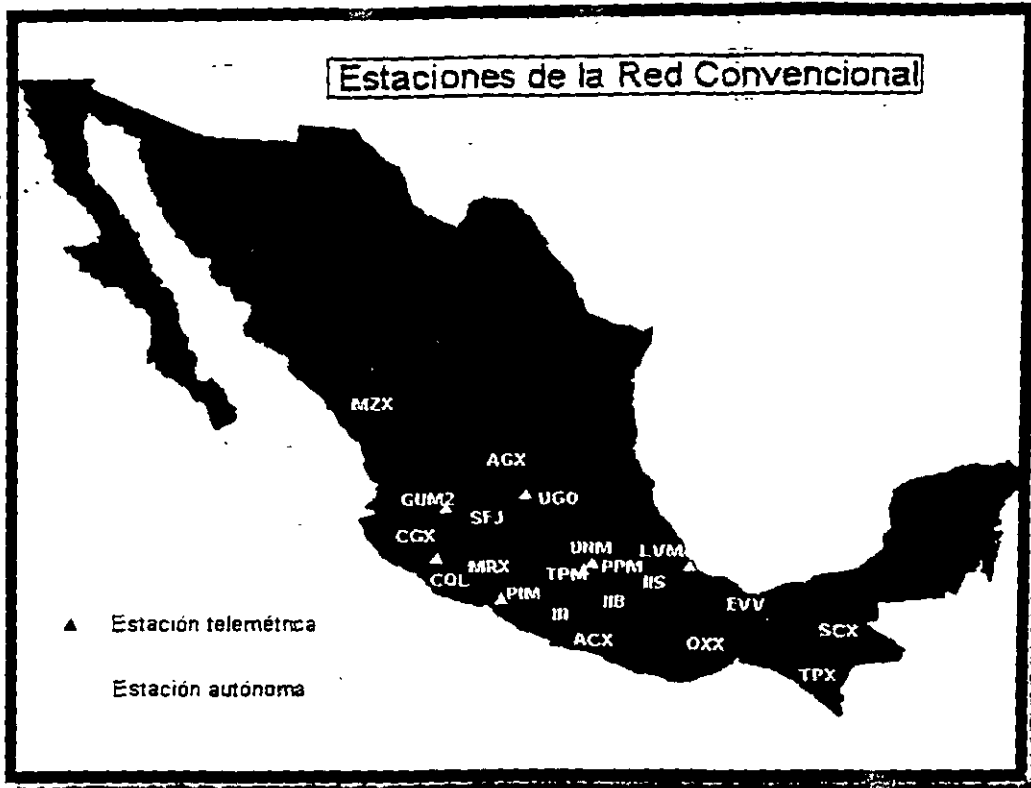 Estaciones de la Red Convencional
MZX
AGX
GUM2
UGO
SFJ
CGX
UNM
LVM
MRX
TPM
PPM
COL
IIS
PIM
IIB
EVV
III
SCX
ACX
OXX
TPX
Estación telemétrica
Estación autónoma